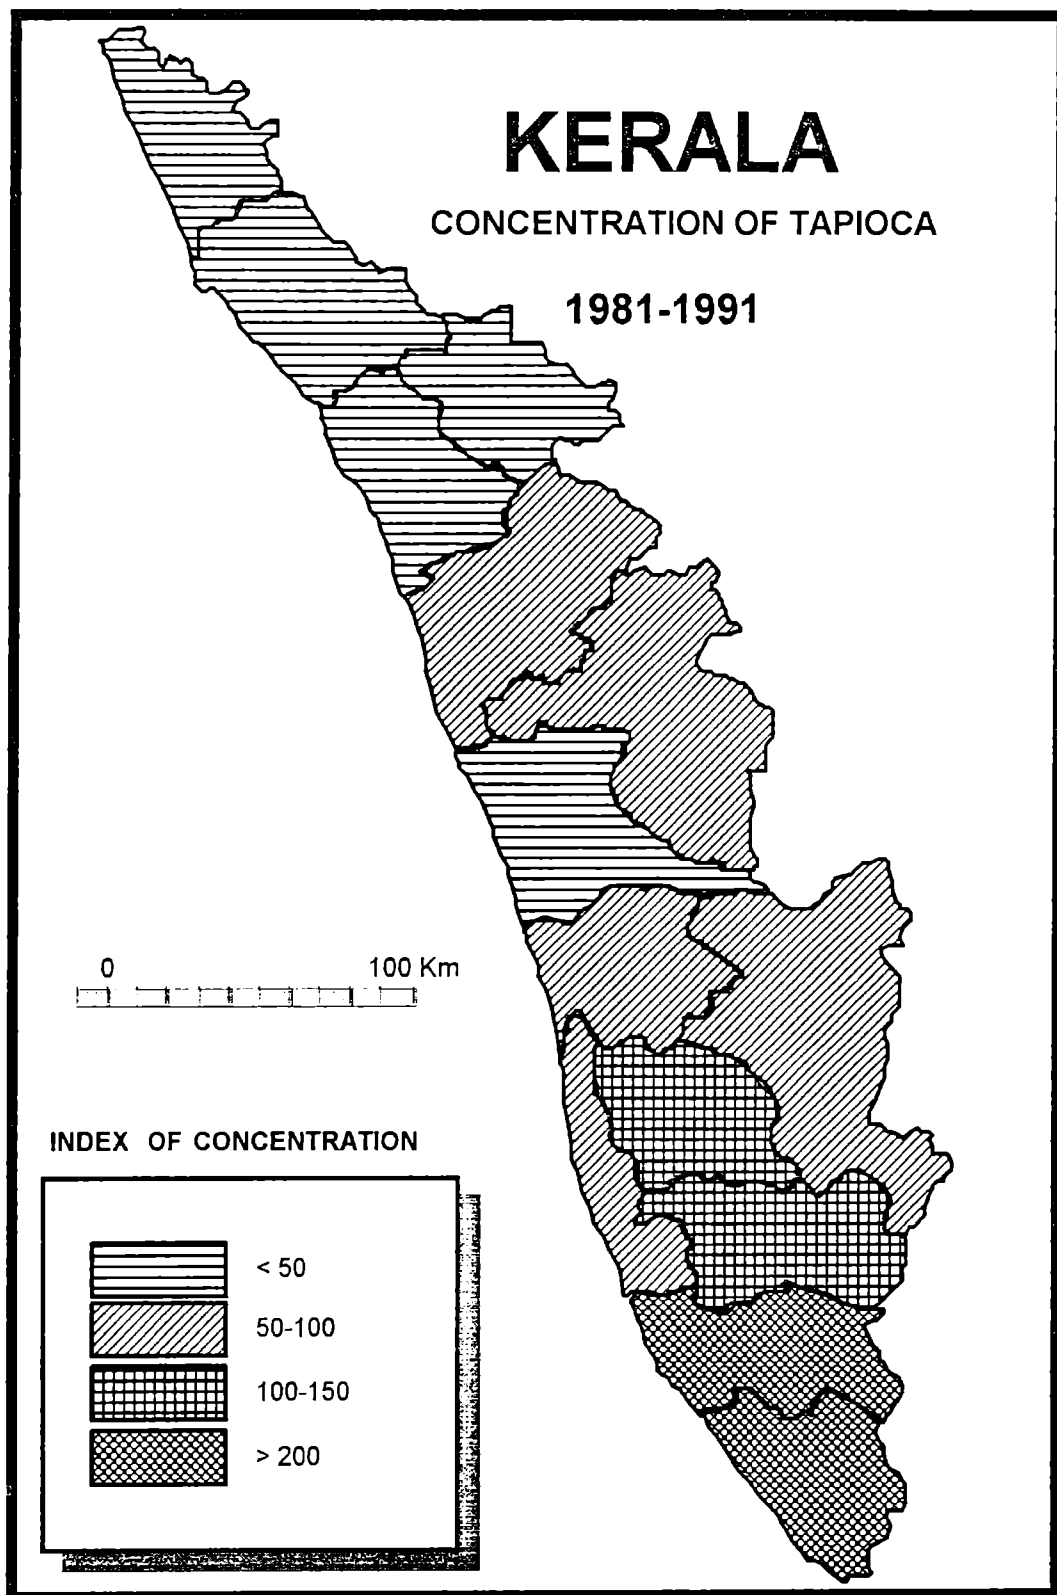 KERALA
CONCENTRATION OF TAPIOCA
1981-1991
0 100 Km
INDEX OF CONCENTRATION
< 50
50-100
100-150
> 200